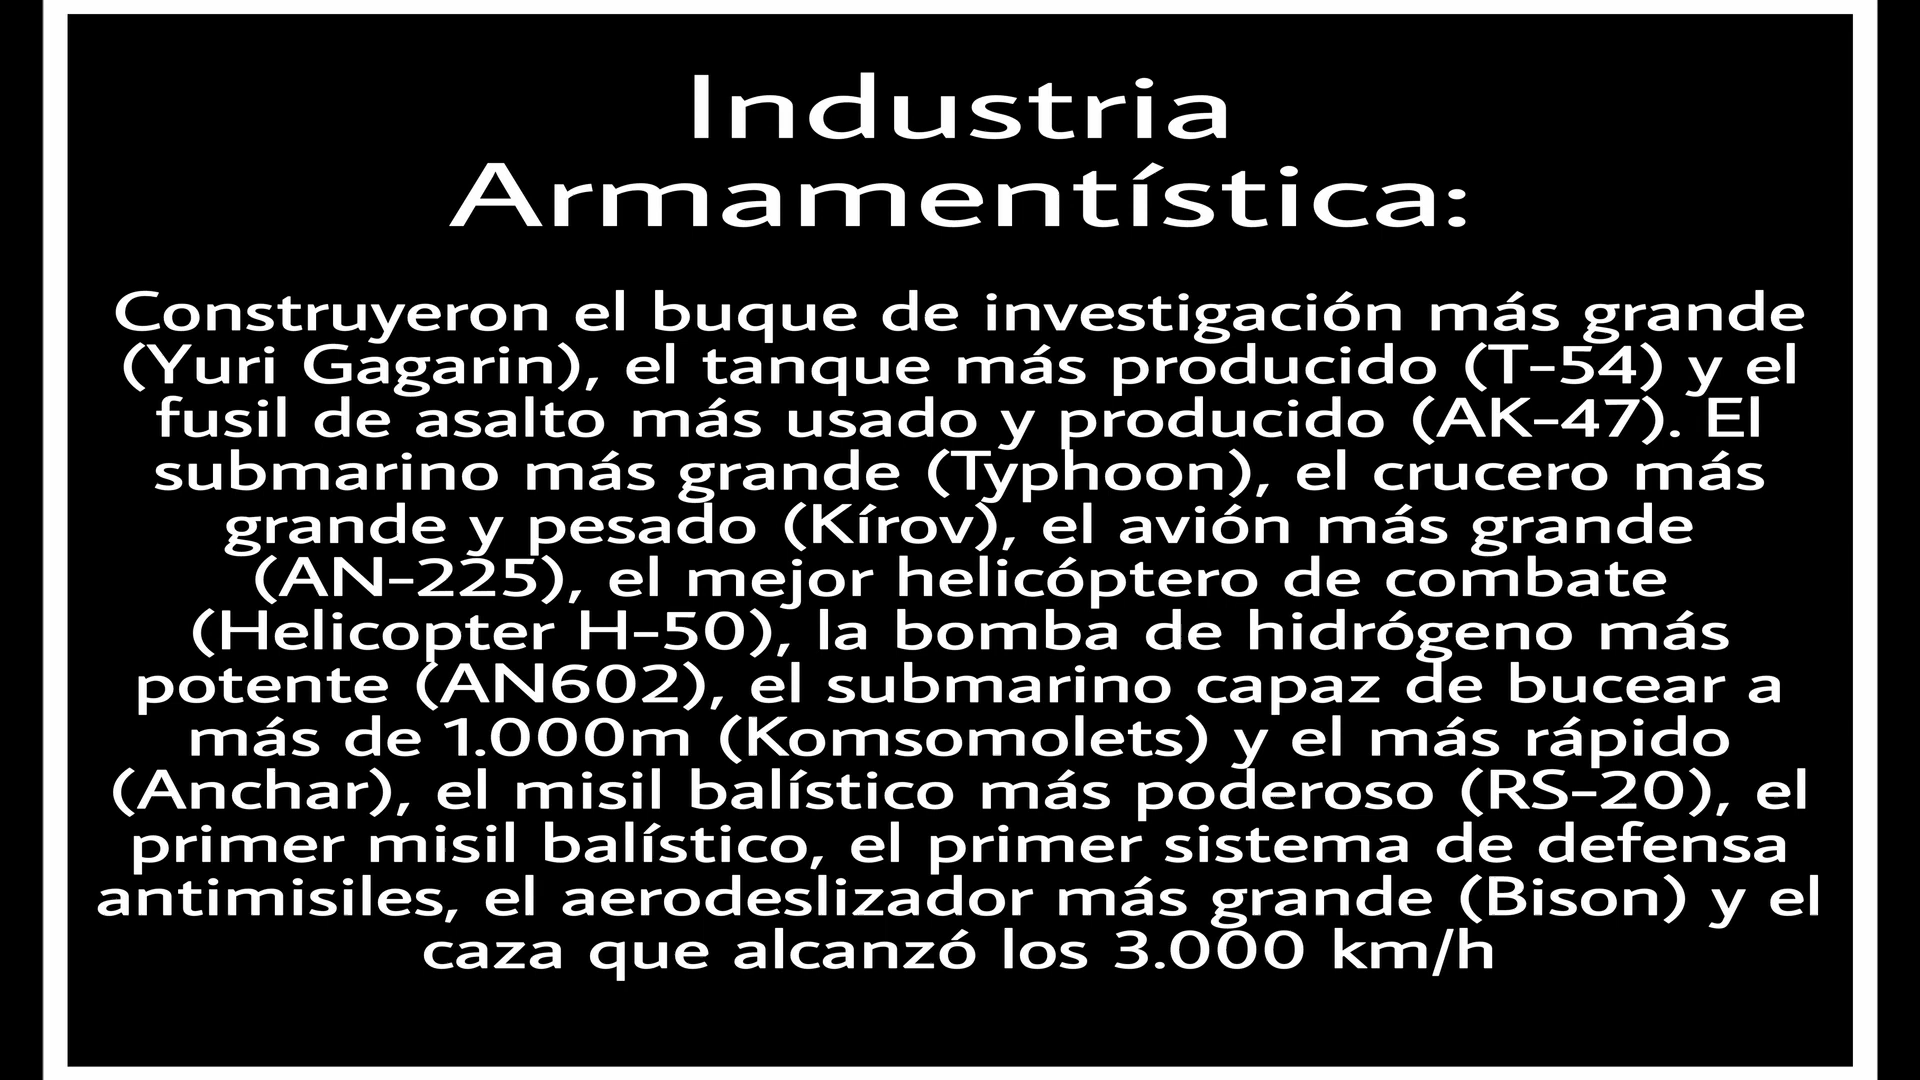 Industria
Armamentística:
Construyeron el buque de investigación más grande
(Yuri Gagarin), el tanque más producido (T-54) y el
fusil de asalto más usado y producido (AK-47). El
submarino más grande (Typhoon), el crucero más
grande y pesado (Kírov), el avión más grande
(AN-225), el mejor helicóptero de combate
(Helicopter H-50), la bomba de hidrógeno más
potente (AN602), el submarino capaz de bucear a
más de 1.000m (Komsomolets) y el más rápido
(Anchar), el misil balístico más poderoso (RS-20), el
primer misil balístico, el primer sistema de defensa
antimisiles, el aerodeslizador más grande (Bison) y el
caza que alcanzó los 3.000 km/h